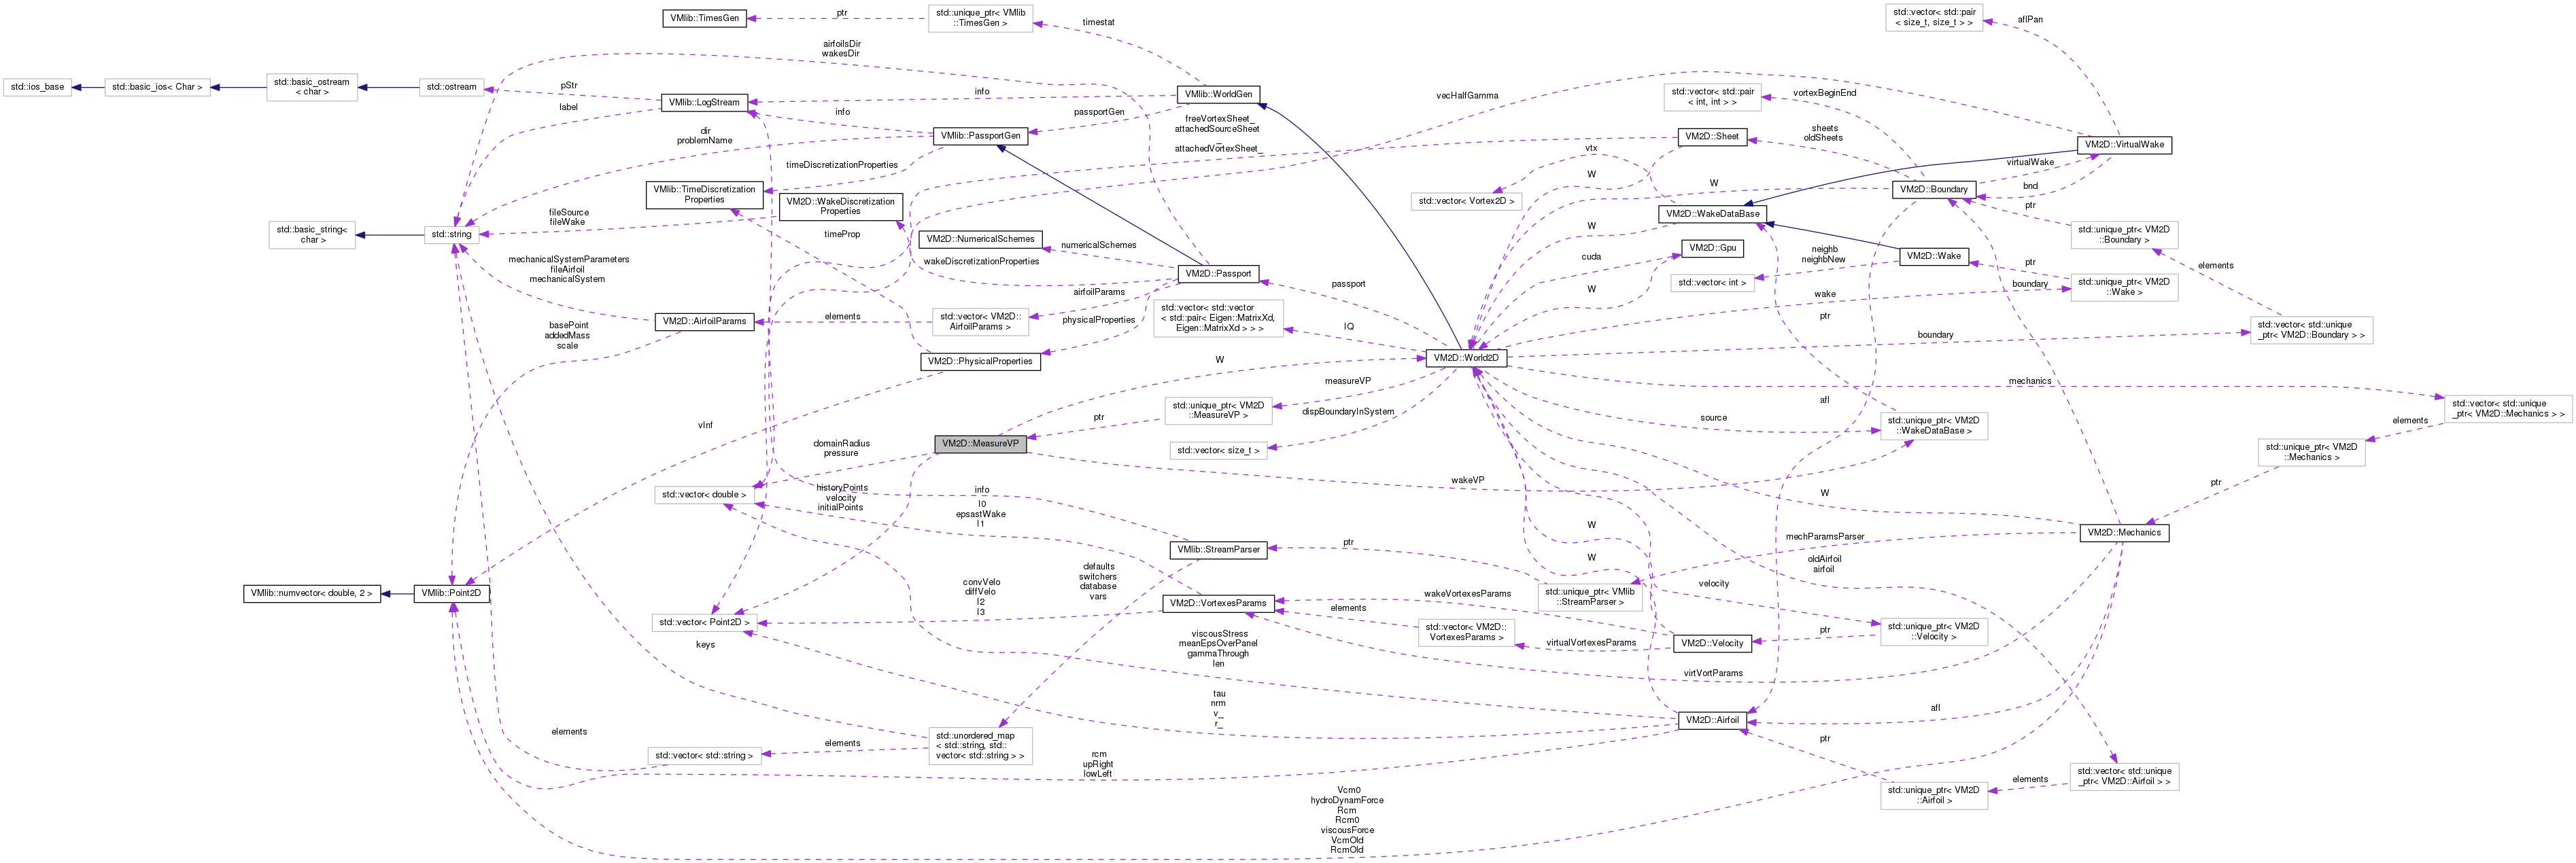 VMlib::TimesGen
ptr
std::unique_ptr< VMlib
::TimesGen >
timestat
std::vector< std::pair
< size_t, size_t > >
aflPan
airfoilsDir
wakesDir
std::ios_base
std::basic_ios< Char >
std::basic_ostream
< char >
std::ostream
pStr
label
VMlib::LogStream
info
info
VMlib::WorldGen
passportGen
vecHalfGamma
std::vector< std::pair
< int, int > >
vortexBeginEnd
dir
problemName
VMlib::PassportGen
freeVortexSheet_
attachedSourceSheet
_
attachedVortexSheet_
VM2D::Sheet
sheets
oldSheets
VM2D::VirtualWake
timeDiscretizationProperties
vtx
W
virtualWake
bnd
VMlib::TimeDiscretization
Properties
VM2D::WakeDiscretization
Properties
std::vector< Vortex2D >
W
VM2D::Boundary
ptr
fileSource
fileWake
std::basic_string<
char >
std::string
timeProp
VM2D::NumericalSchemes
numericalSchemes
VM2D::WakeDataBase
W
std::unique_ptr< VM2D
::Boundary >
wakeDiscretizationProperties
VM2D::Passport
cuda
VM2D::Gpu
neighb
neighbNew
VM2D::Wake
ptr
elements
mechanicalSystemParameters
fileAirfoil
mechanicalSystem
airfoilParams
passport
W
std::vector< int >
boundary
std::unique_ptr< VM2D
::Wake >
wake
ptr
VM2D::AirfoilParams
elements
std::vector< VM2D::
AirfoilParams >
physicalProperties
std::vector< std::vector
< std::pair< Eigen::MatrixXd,
Eigen::MatrixXd > > >
IQ
basePoint
addedMass
scale
VM2D::PhysicalProperties
W
VM2D::World2D
boundary
std::vector< std::unique
_ptr< VM2D::Boundary > >
measureVP
mechanics
vInf
ptr
std::unique_ptr< VM2D
::MeasureVP >
dispBoundaryInSystem
afl
source
std::unique_ptr< VM2D
::WakeDataBase >
std::vector< std::unique
_ptr< VM2D::Mechanics > >
elements
VM2D::MeasureVP
domainRadius
pressure
std::vector< size_t >
std::unique_ptr< VM2D
::Mechanics >
wakeVP
ptr
std::vector< double >
historyPoints
velocity
initialPoints
info
I0
epsastWake
I1
W
W
VM2D::Mechanics
ptr
mechParamsParser
VMlib::StreamParser
W
oldAirfoil
airfoil
defaults
switchers
database
vars
convVelo
diffVelo
I2
I3
velocity
std::unique_ptr< VMlib
::StreamParser >
wakeVortexesParams
VMlib::numvector< double, 2 >
VMlib::Point2D
VM2D::VortexesParams
elements
std::vector< Point2D >
std::vector< VM2D::
VortexesParams >
ptr
std::unique_ptr< VM2D
::Velocity >
viscousStress
meanEpsOverPanel
gammaThrough
len
keys
virtualVortexesParams
VM2D::Velocity
virtVortParams
tau
nrm
v_
r_
afl
VM2D::Airfoil
elements
std::unordered_map
< std::string, std::
vector< std::string > >
elements
std::vector< std::string >
ptr
rcm
upRight
lowLeft
std::vector< std::unique
_ptr< VM2D::Airfoil > >
elements
std::unique_ptr< VM2D
::Airfoil >
Vcm0
hydroDynamForce
Rcm
Rcm0
viscousForce
VcmOld
RcmOld